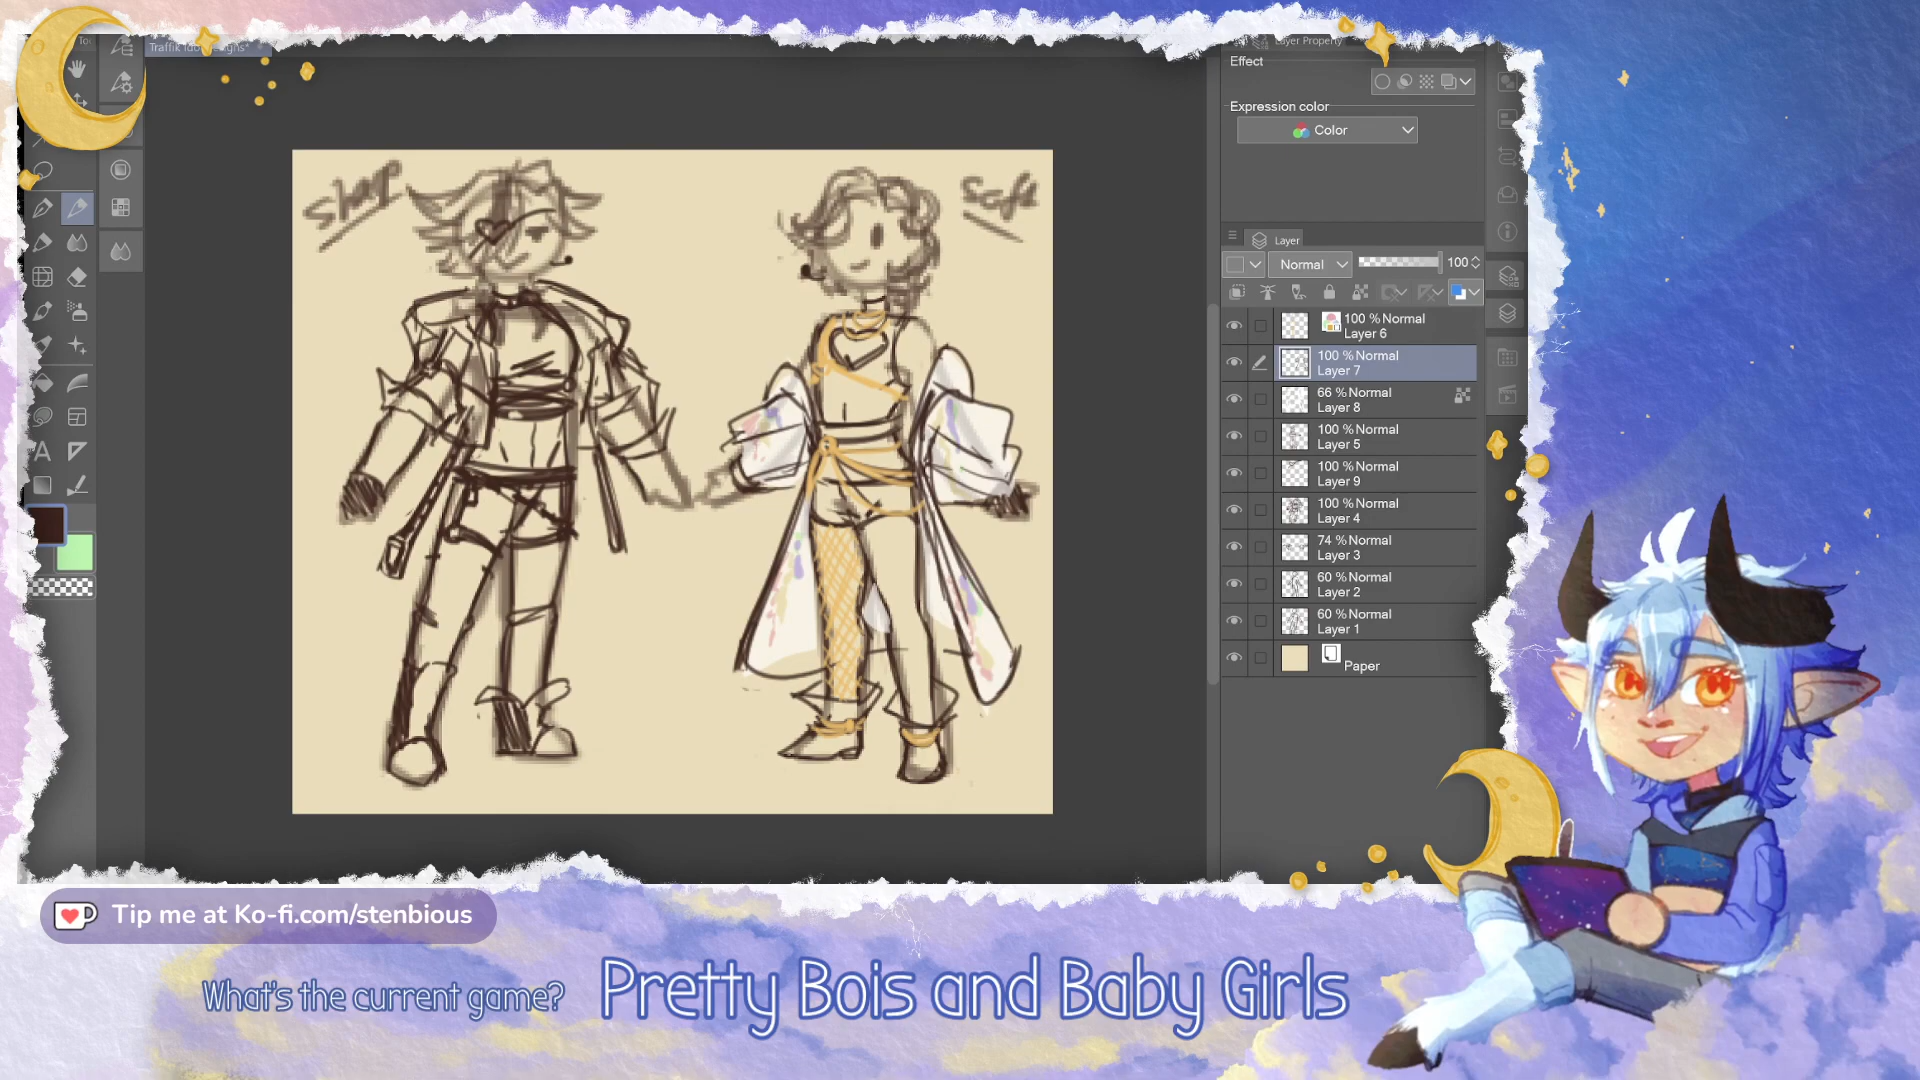 Layer Property
Effect
Expression color
Color
Sharp
Soft
Layer
Normal
100
100 %Normal
Layer 6
100 %Normal
Layer 7
66 %Normal
Layer 8
100 %Normal
Layer 5
100 %Normal
Layer 9
100 %Normal
Layer 4
74 %Normal
Layer 3
60 %Normal
Layer 2
60 %Normal
Layer 1
Paper
Tip me at Ko-fi.com/stenbious
What's the current game?
Pretty Bois and Baby Girls